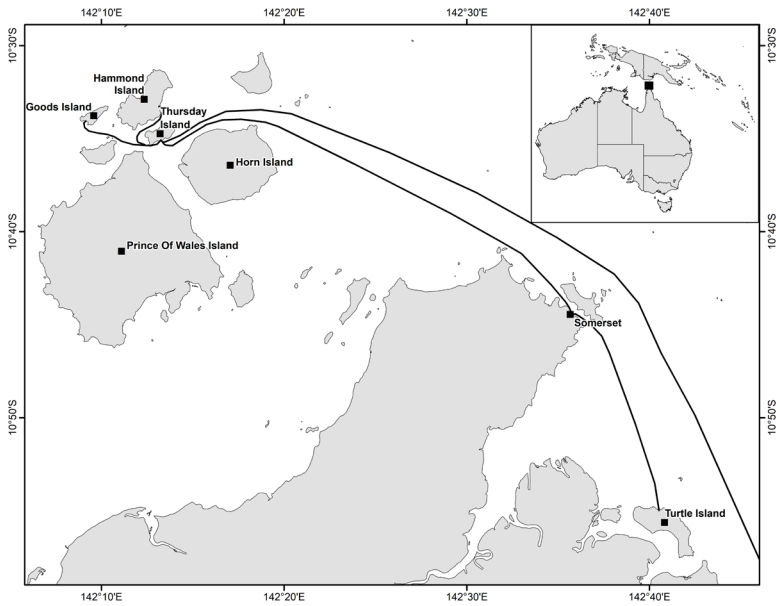 142°10'E 142°20'E 142°30'E 142°40'E
10°30'S
10°30'S
Hammond
Island
Goods Island
Thursday
Island
Horn Island
10°40'S
10°40'S
Prince Of Wales Island
Somerset
10°50'S
10°50'S
Turtle Island
142°10'E 142°20'E 142°30'E 142°40'E